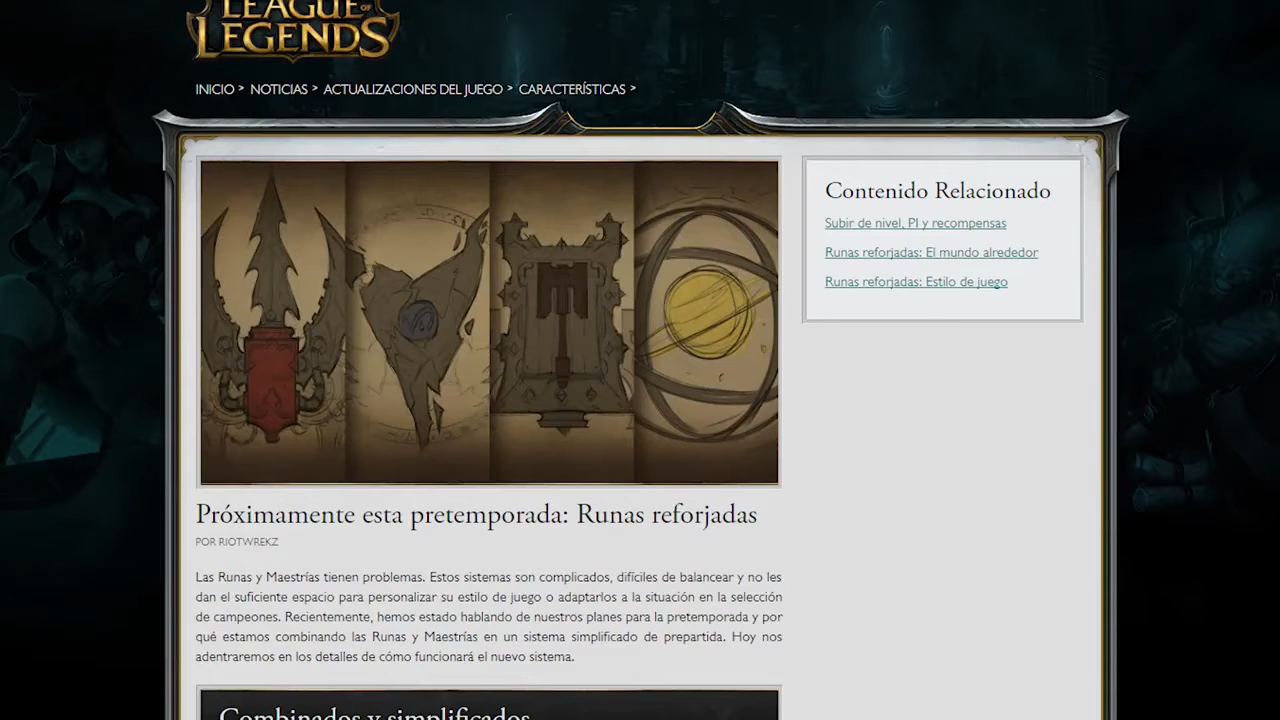 LEAGUE OF
LEGENDS
INICIO > NOTICIAS > ACTUALIZACIONES DEL JUEGO > CARACTERÍSTICAS >
Contenido Relacionado
Subir de nivel, PI y recompensas
Runas reforjadas: El mundo alrededor
Runas reforjadas: Estilo de juego
Próximamente esta pretemporada: Runas reforjadas
POR RIOTWREKZ
Las Runas y Maestrías tienen problemas. Estos sistemas son complicados, difíciles de balancear y no les
dan el suficiente espacio para personalizar su estilo de juego o adaptarlos a la situación en la selección
de campeones. Recientemente, hemos estado hablando de nuestros planes para la pretemporada y por
qué estamos combinando las Runas y Maestrías en un sistema simplificado de prepartida. Hoy nos
adentraremos en los detalles de cómo funcionará el nuevo sistema.
Combinados y simplificados